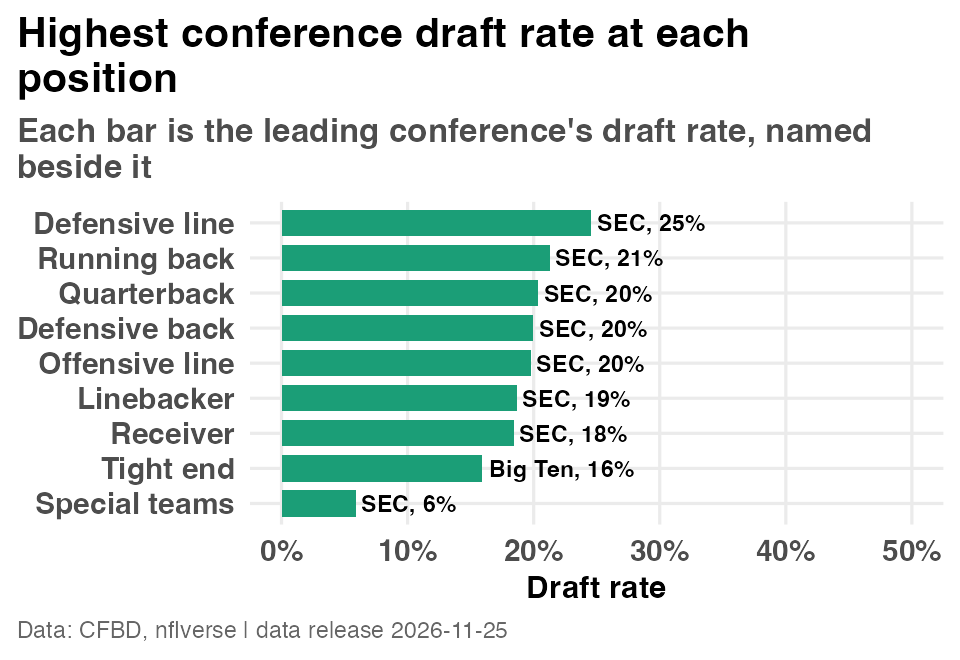 Highest conference draft rate at each
position
Each bar is the leading conference's draft rate, named
beside it
Defensive line SEC, 25%
Running back SEC, 21%
Quarterback SEC, 20%
Defensive back SEC, 20%
Offensive line SEC, 20%
Linebacker SEC, 19%
Receiver SEC, 18%
Tight end Big Ten, 16%
Special teams SEC, 6%
0% 10% 20% 30% 40% 50%
Draft rate
Data: CFBD, nflverse | data release 2026-11-25